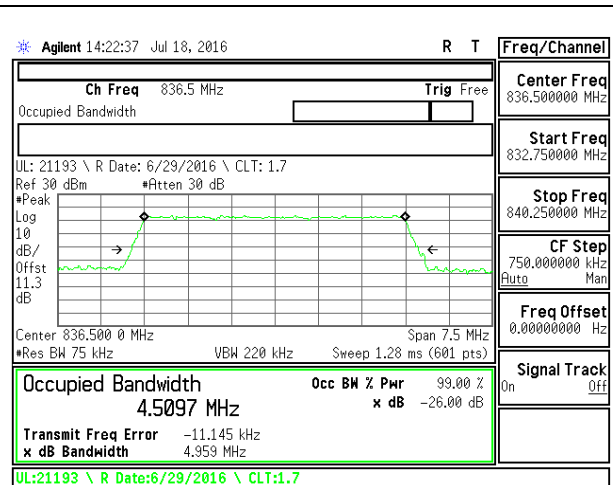 Agilent 14:22:37 Jul 18, 2016 R T
Ch Freq 836.5 MHz Trig Free
Occupied Bandwidth
UL: 21193 \ R Date: 6/29/2016 \ CLT: 1.7
Ref 30 dBm #Atten 30 dB
#Peak
Log
10
dB/
Offst
11.3
dB
Center 836.500 0 MHz Span 7.5 MHz
#Res BW 75 kHz VBW 220 kHz Sweep 1.28 ms (601 pts)
Occupied Bandwidth Occ BW % Pwr 99.00 %
4.5097 MHz x dB -26.00 dB
Transmit Freq Error -11.145 kHz
x dB Bandwidth 4.959 MHz
UL:21193 \ R Date:6/29/2016 \ CLT:1.7
Freq/Channel
Center Freq
836.500000 MHz
Start Freq
832.750000 MHz
Stop Freq
840.250000 MHz
CF Step
750.000000 kHz
Auto Man
Freq Offset
0.00000000 Hz
Signal Track
On Off